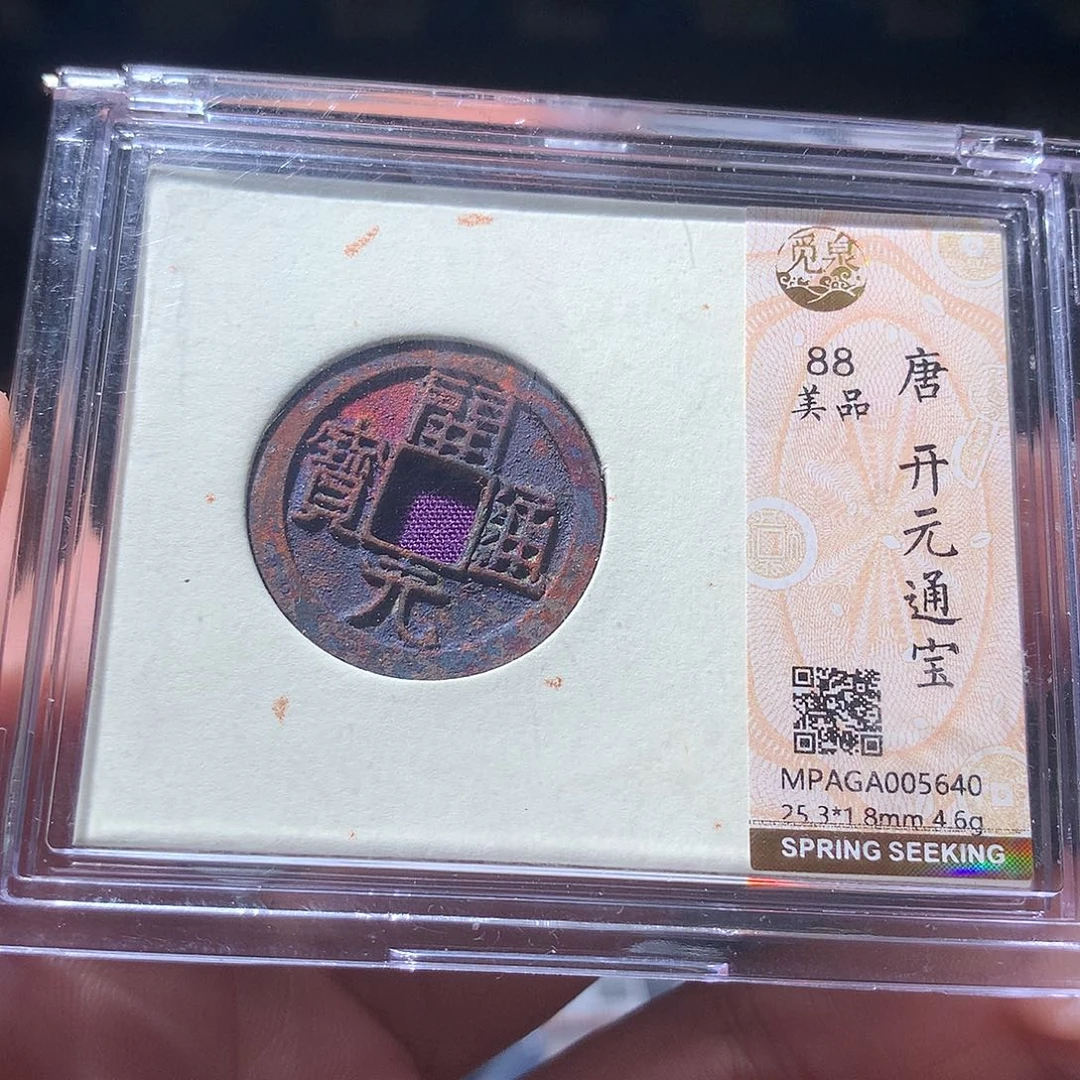 開元通寶
觅泉
88
美品
唐 开元通宝
MPAGA005640
25.3*1.8mm 4.6g
SPRING SEEKING